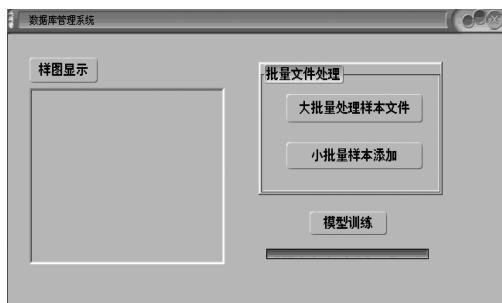 数据库管理系统
样图显示
批量文件处理
大批量处理样本文件
小批量样本添加
模型训练